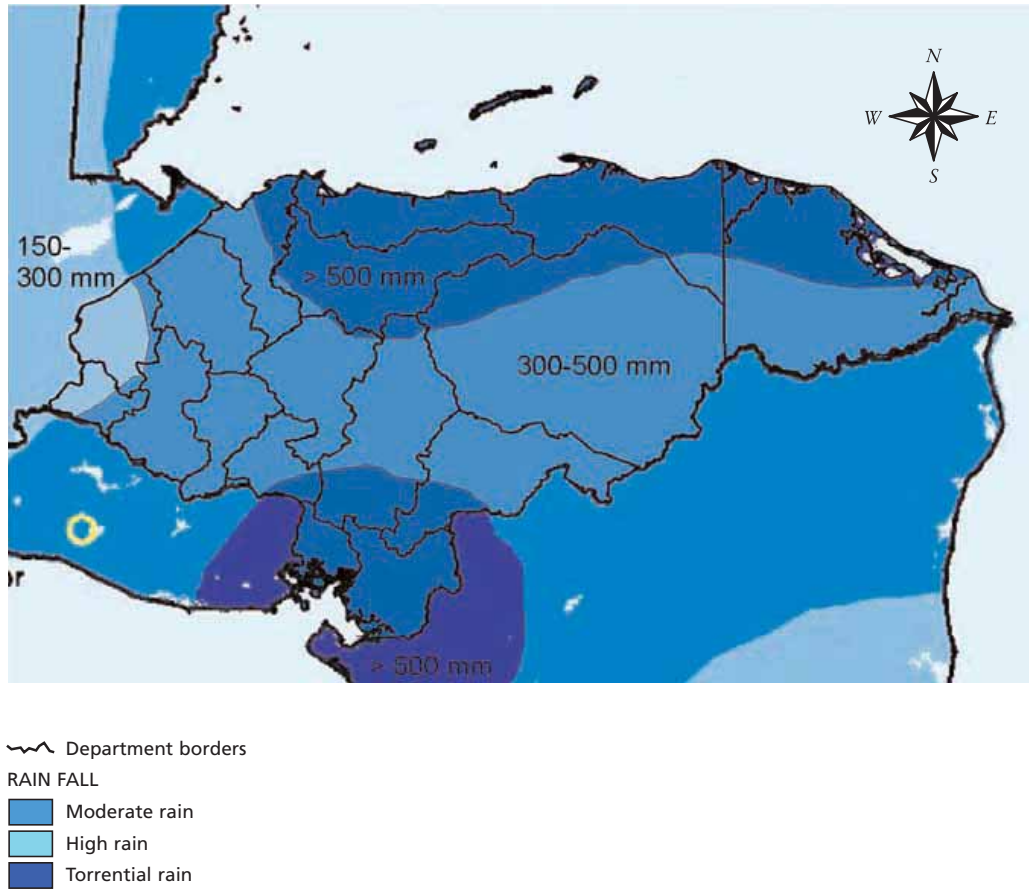 N
W E
S
150-
300 mm
> 500 mm
300-500 mm
or
> 500 mm
Department borders
RAIN FALL
Moderate rain
High rain
Torrential rain